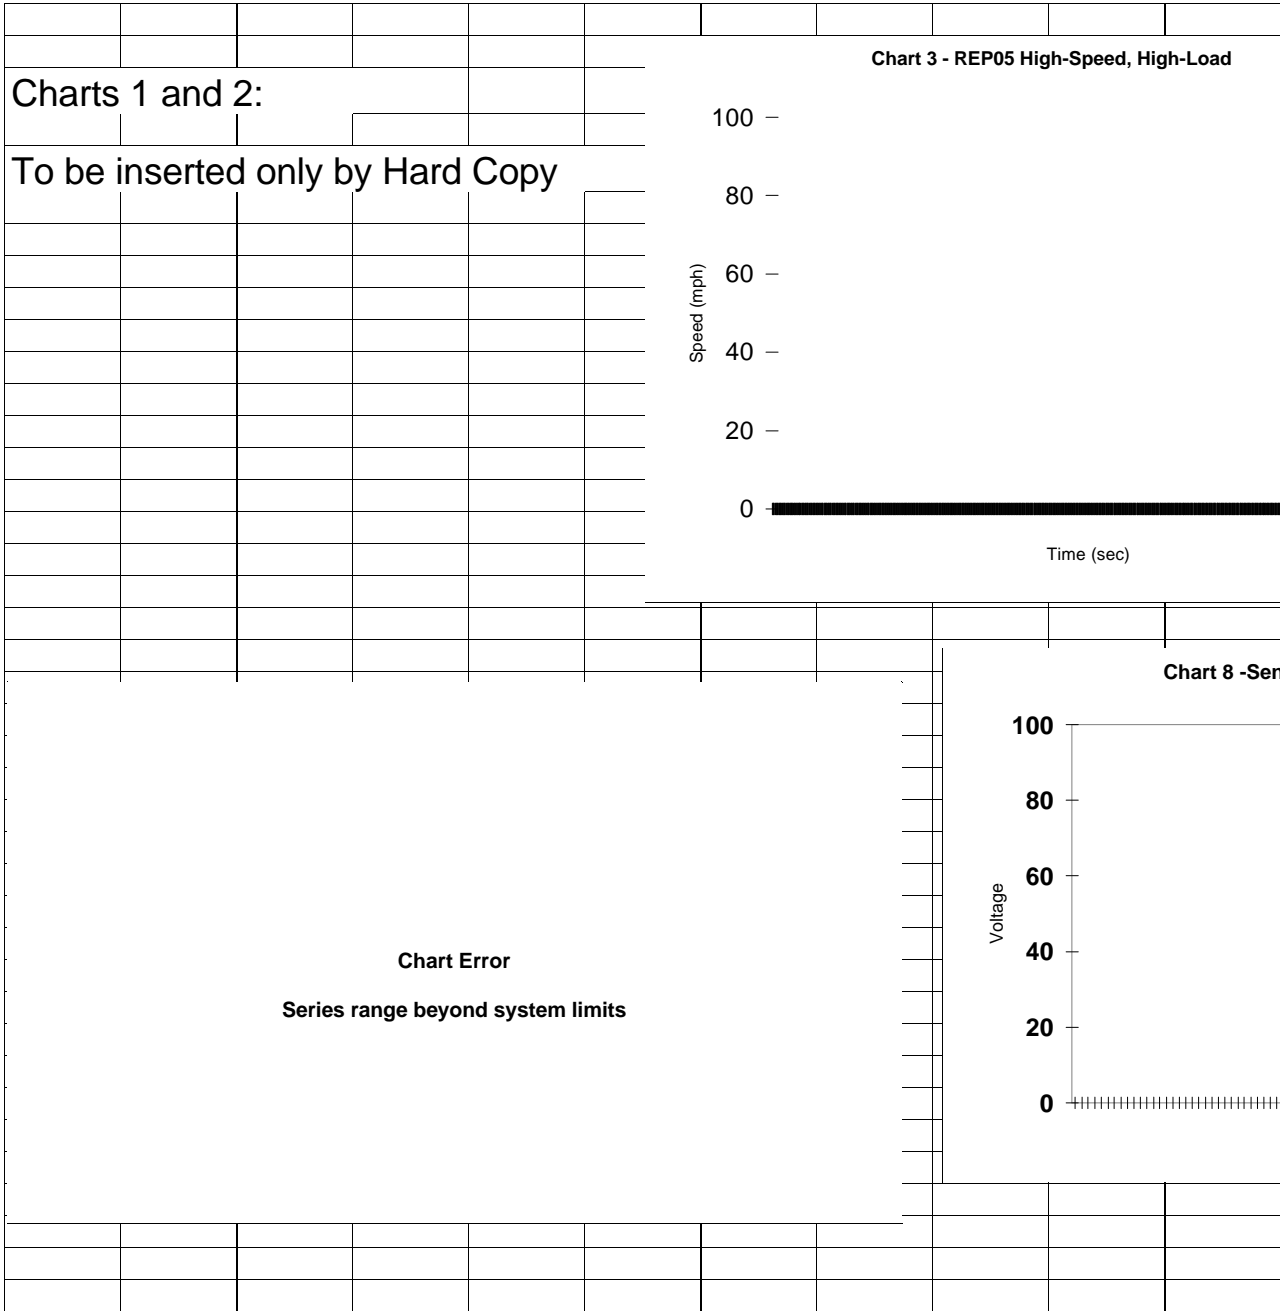 Charts 1 and 2:
To be inserted only by Hard Copy
Chart 3 - REP05 High-Speed, High-Load
100
80
60
40
20
0
Speed (mph)
Time (sec)
Chart Error
Series range beyond system limits
Chart 8 -Sen
100
80
60
40
20
0
Voltage